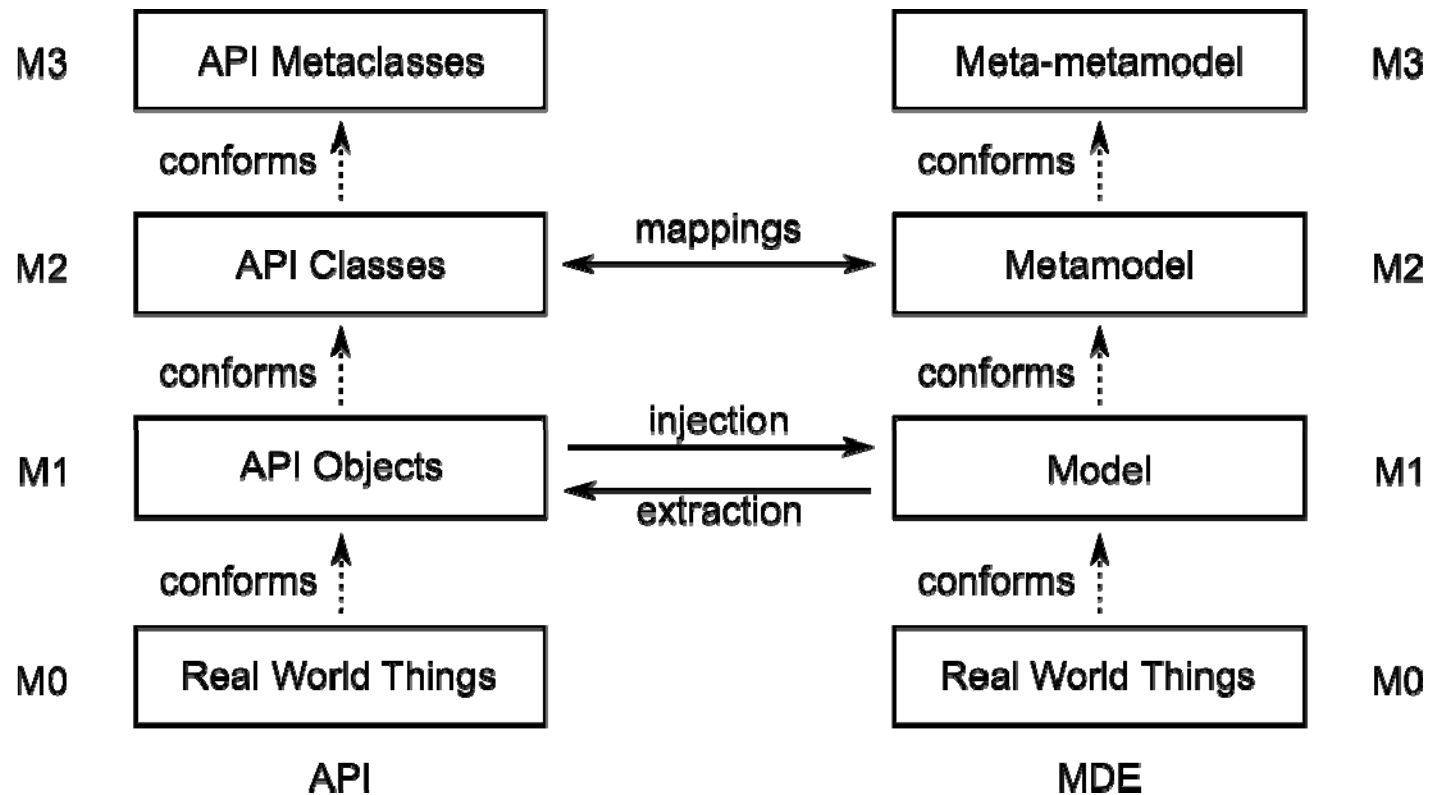 M3 API Metaclasses Meta-metamodel M3
conforms conforms
mappings
M2 API Classes Metamodel M2
conforms conforms
injection
M1 API Objects Model M1
extraction
conforms conforms
M0 Real World Things Real World Things M0
API MDE